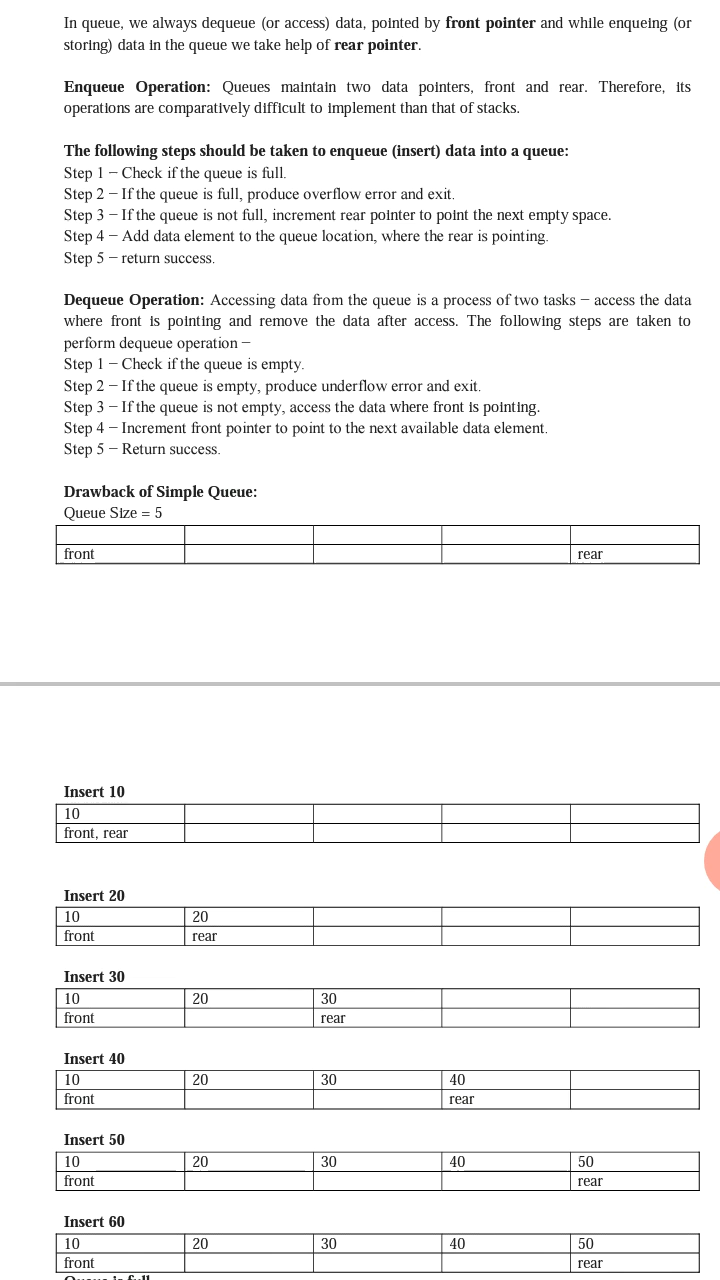 In queue, we always dequeue (or access) data, pointed by front pointer and while enqueing (or
storing) data in the queue we take help of rear pointer.
Enqueue Operation: Queues maintain two data pointers, front and rear. Therefore, its
operations are comparatively difficult to implement than that of stacks.
The following steps should be taken to enqueue (insert) data into a queue:
Step 1 − Check if the queue is full.
Step 2 − If the queue is full, produce overflow error and exit.
Step 3 − If the queue is not full, increment rear pointer to point the next empty space.
Step 4 − Add data element to the queue location, where the rear is pointing.
Step 5 − return success.
Dequeue Operation: Accessing data from the queue is a process of two tasks − access the data
where front is pointing and remove the data after access. The following steps are taken to
perform dequeue operation −
Step 1 − Check if the queue is empty.
Step 2 − If the queue is empty, produce underflow error and exit.
Step 3 − If the queue is not empty, access the data where front is pointing.
Step 4 − Increment front pointer to point to the next available data element.
Step 5 − Return success.
Drawback of Simple Queue:
Queue Size = 5
front rear
Insert 10
10
front, rear
Insert 20
10 20
front rear
Insert 30
10 20 30
front rear
Insert 40
10 20 30 40
front rear
Insert 50
10 20 30 40 50
front rear
Insert 60
10 20 30 40 50
front rear
Queue is full